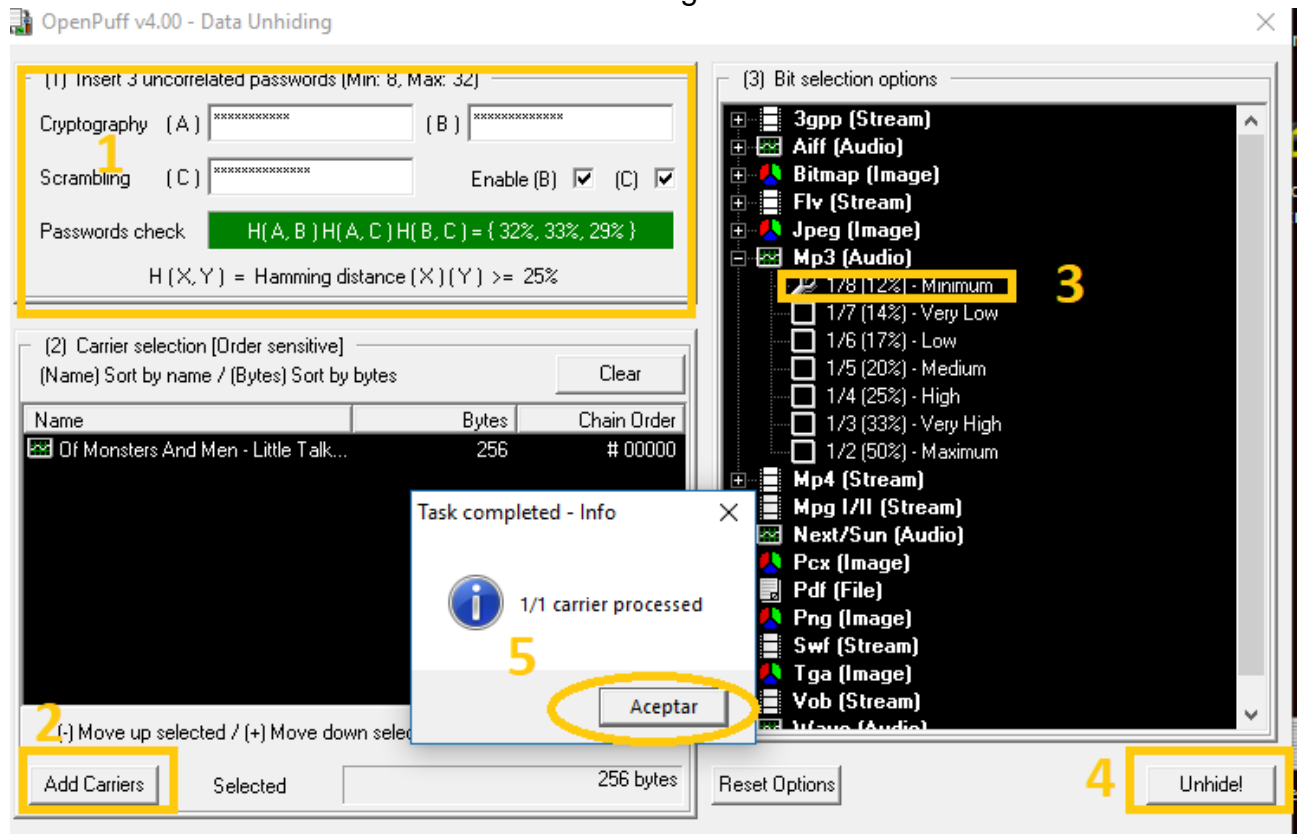 OpenPuff v4.00 - Data Unhiding
(1) Insert 3 uncorrelated passwords (Min: 8, Max: 32)
Cryptography (A) *********** (B) *************
1
Scrambling (C) ************** Enable (B) (C)
Passwords check H( A, B ) H( A, C ) H( B, C ) = { 32%, 33%, 29% }
H ( X, Y ) = Hamming distance ( X ) ( Y ) >= 25%
(2) Carrier selection [Order sensitive]
(Name) Sort by name / (Bytes) Sort by bytes
Clear
Name Bytes Chain Order
Of Monsters And Men - Little Talk... 256 # 00000
2
(-) Move up selected / (+) Move down selec
Add Carriers Selected 256 bytes
(3) Bit selection options
3gpp (Stream)
Aiff (Audio)
Bitmap (Image)
Flv (Stream)
Jpeg (Image)
Mp3 (Audio)
1/8 (12%) - Minimum
3
1/7 (14%) - Very Low
1/6 (17%) - Low
1/5 (20%) - Medium
1/4 (25%) - High
1/3 (33%) - Very High
1/2 (50%) - Maximum
Mp4 (Stream)
Mpg I/II (Stream)
Next/Sun (Audio)
Pcx (Image)
Pdf (File)
Png (Image)
Swf (Stream)
Tga (Image)
Vob (Stream)
Wave (Audio)
Reset Options
4
Unhide!
Task completed - Info
1/1 carrier processed
5
Aceptar